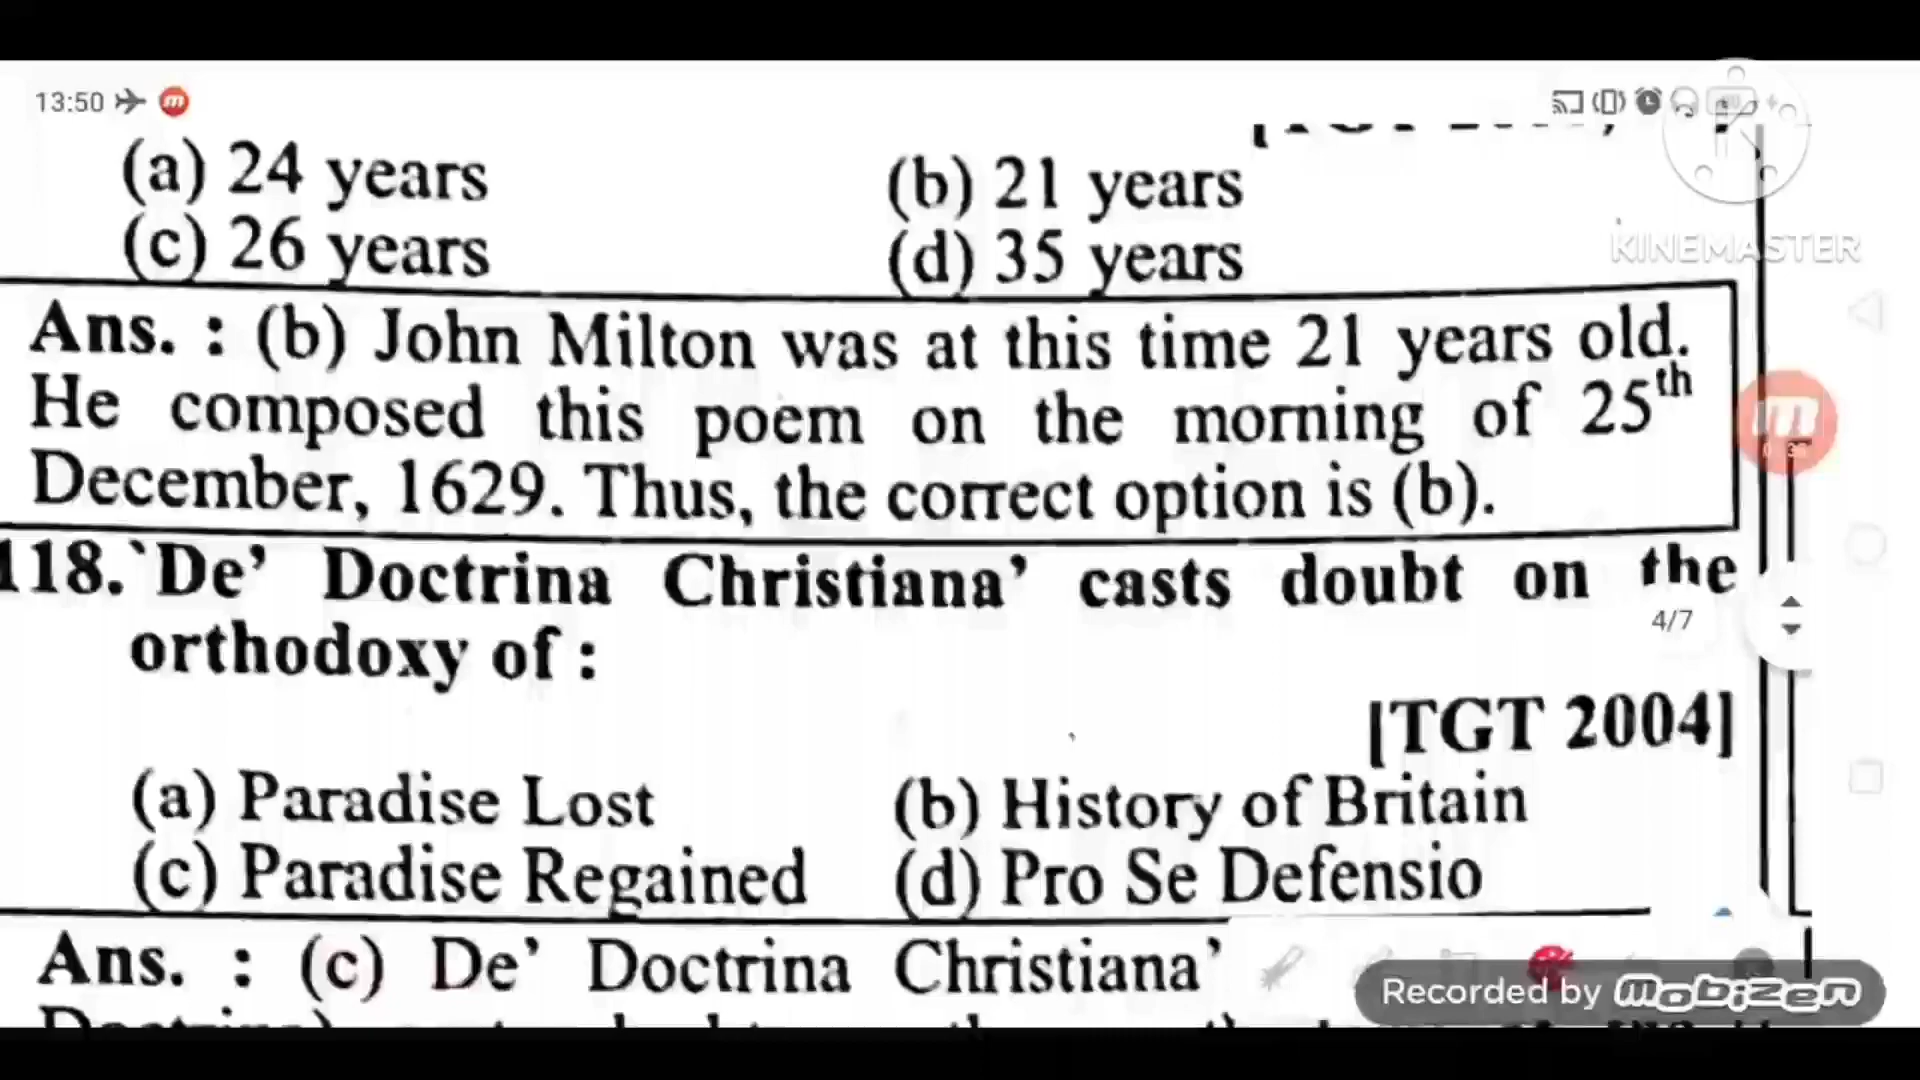 13:50
(a) 24 years (b) 21 years
(c) 26 years (d) 35 years
KINEMASTER
Ans. : (b) John Milton was at this time 21 years old.
He composed this poem on the morning of 25th
December, 1629. Thus, the correct option is (b).
118. `De’ Doctrina Christiana’ casts doubt on the
orthodoxy of :
4/7
[TGT 2004]
(a) Paradise Lost (b) History of Britain
(c) Paradise Regained (d) Pro Se Defensio
Ans. : (c) De’ Doctrina Christiana’
Recorded by Mobizen